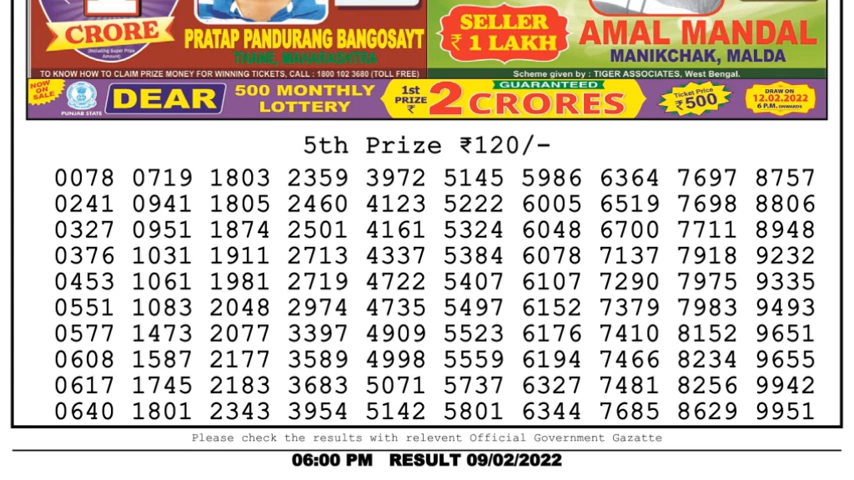 1
CRORE
(Including Super Prize Amount)
PRATAP PANDURANG BANGOSAYT
THANE, MAHARASHTRA
SELLER
₹ 1 LAKH
AMAL MANDAL
MANIKCHAK, MALDA
TO KNOW HOW TO CLAIM PRIZE MONEY FOR WINNING TICKETS, CALL : 1800 102 3680 (TOLL FREE)
Scheme given by : TIGER ASSOCIATES, West Bengal.
NOW ON SALE
PUNJAB STATE
DEAR
500 MONTHLY
LOTTERY
1st
PRIZE
₹
2 CRORES
GUARANTEED
Ticket Price
₹500
DRAW ON
12.02.2022
6 P.M. ONWARDS
5th Prize ₹120/-
0078 0719 1803 2359 3972 5145 5986 6364 7697 8757
0241 0941 1805 2460 4123 5222 6005 6519 7698 8806
0327 0951 1874 2501 4161 5324 6048 6700 7711 8948
0376 1031 1911 2713 4337 5384 6078 7137 7918 9232
0453 1061 1981 2719 4722 5407 6107 7290 7975 9335
0551 1083 2048 2974 4735 5497 6152 7379 7983 9493
0577 1473 2077 3397 4909 5523 6176 7410 8152 9651
0608 1587 2177 3589 4998 5559 6194 7466 8234 9655
0617 1745 2183 3683 5071 5737 6327 7481 8256 9942
0640 1801 2343 3954 5142 5801 6344 7685 8629 9951
Please check the results with relevent Official Government Gazatte
06:00 PM RESULT 09/02/2022